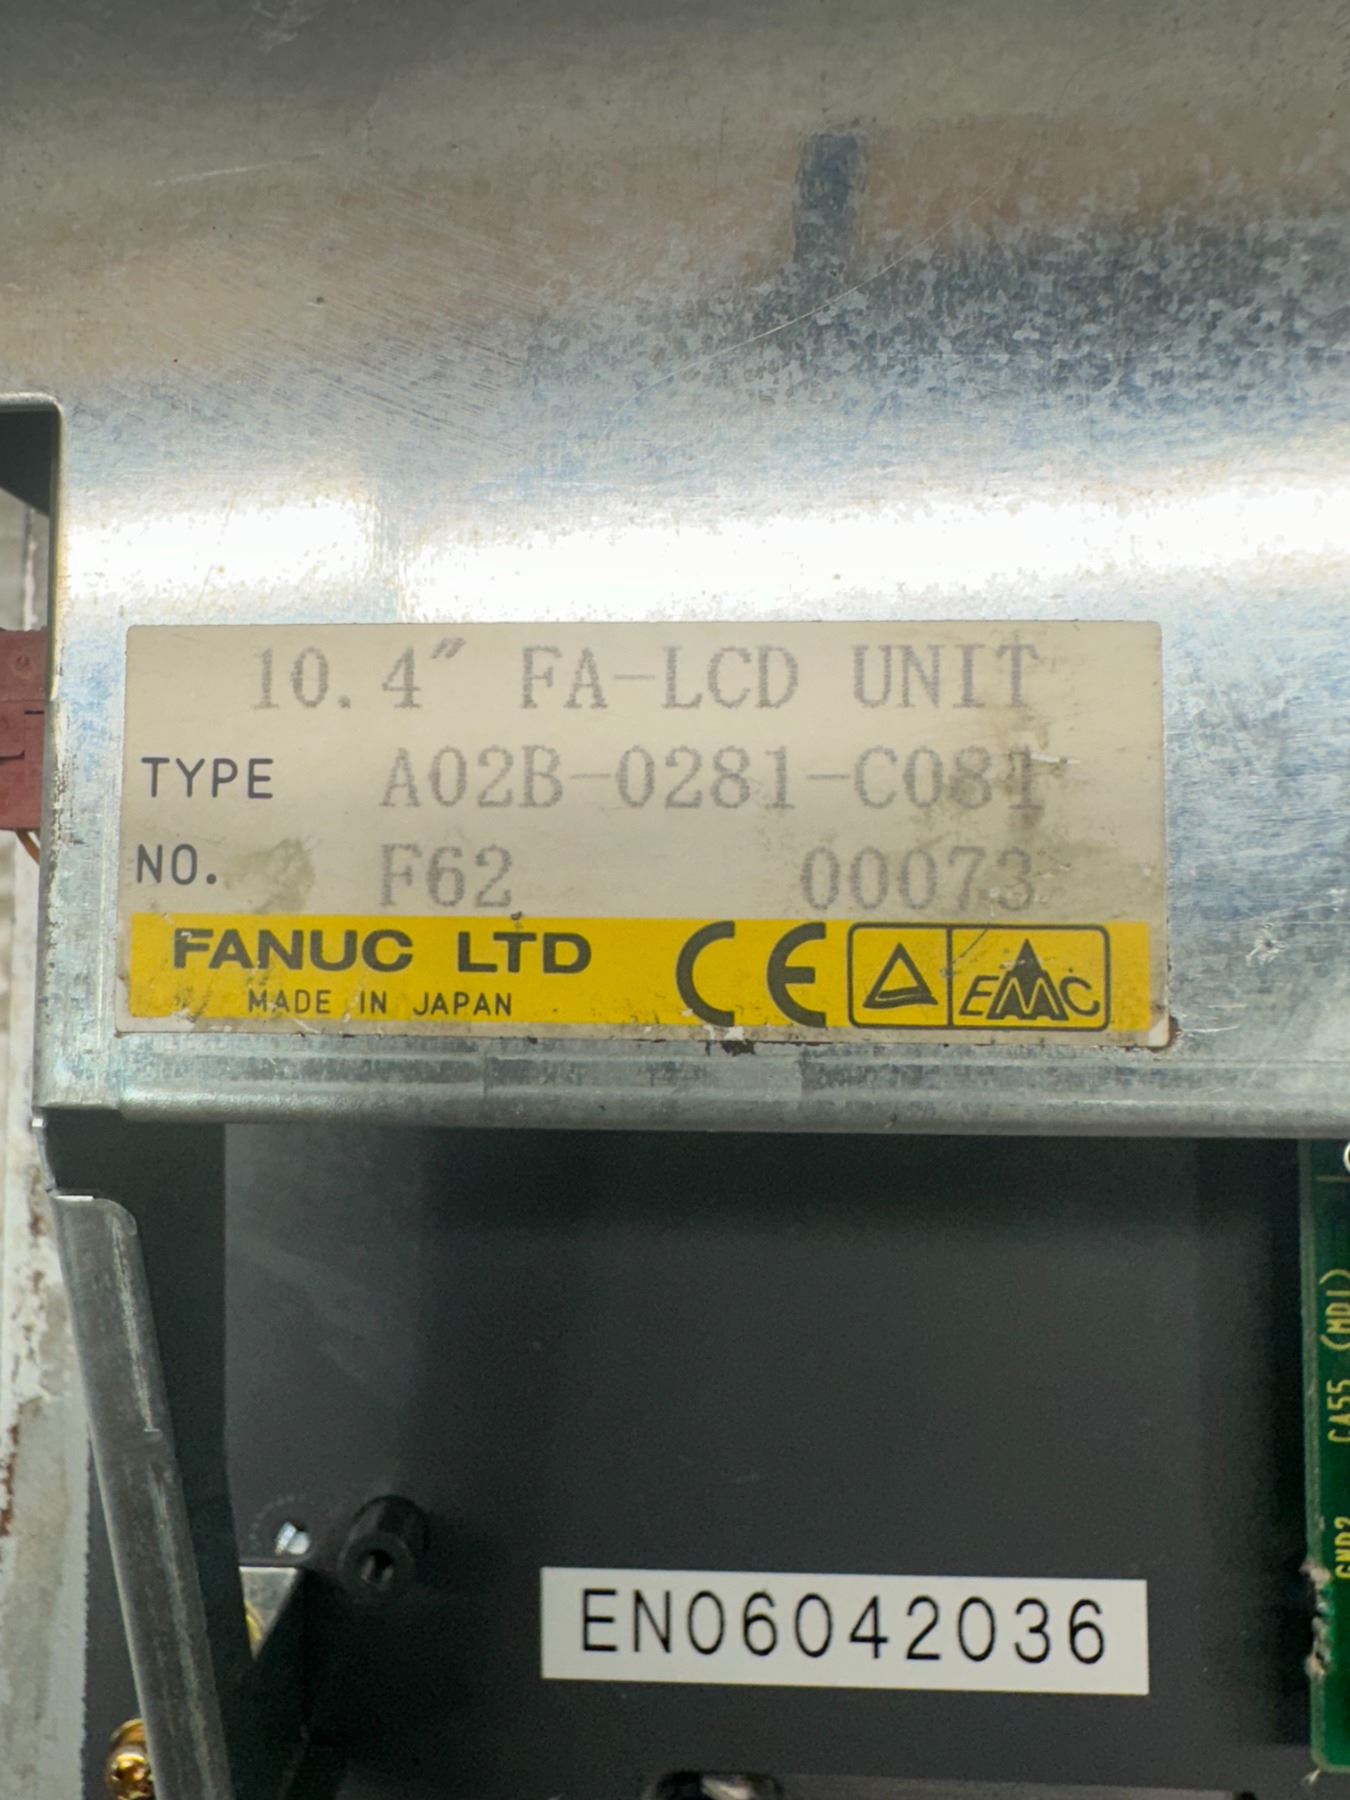 10.4″ FA-LCD UNIT
TYPE A02B-0281-C081
NO. F62 00073
FANUC LTD
MADE IN JAPAN
CE
EMC
CA55 (MDI)
GND2
EN06042036